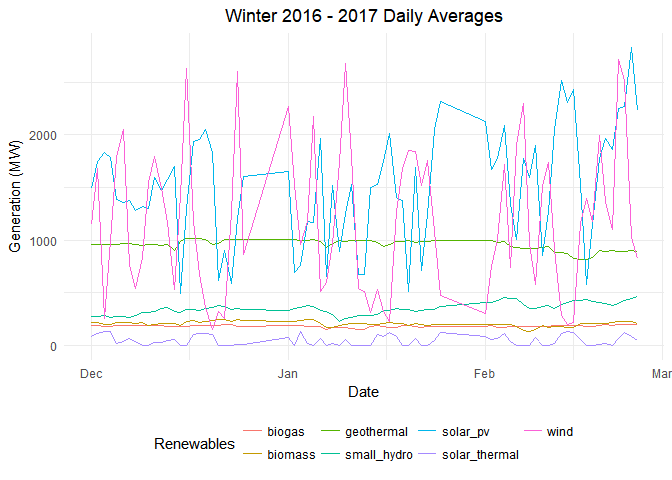 Winter 2016 - 2017 Daily Averages
Generation (MW)
2000
1000
0
Dec Jan Feb Mar
Date
Renewables
biogas geothermal solar_pv wind
biomass small_hydro solar_thermal